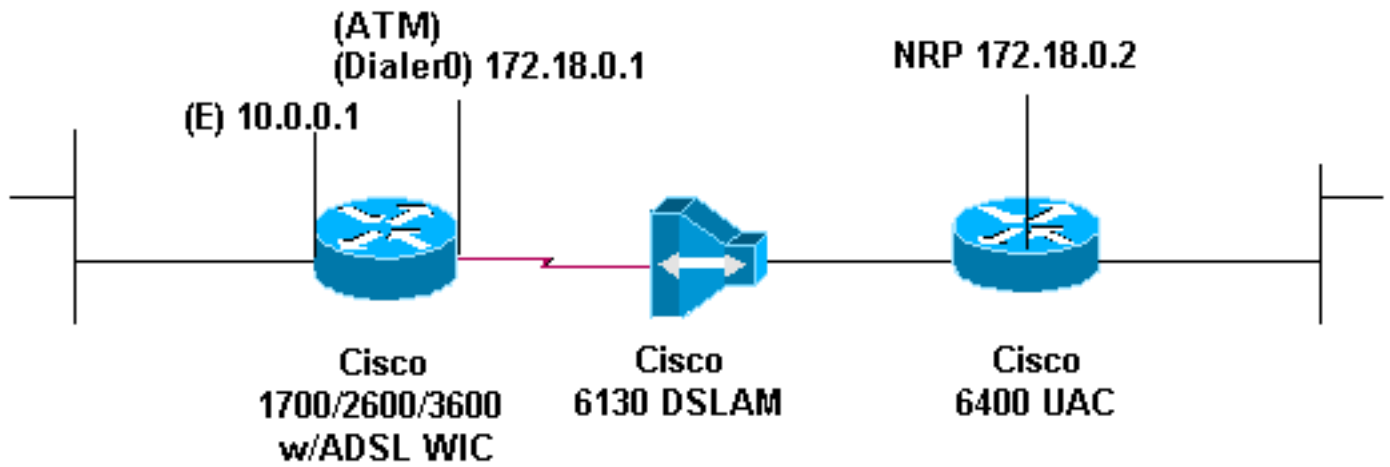 (ATM)
(Dialer0) 172.18.0.1
NRP 172.18.0.2
(E) 10.0.0.1
Cisco
1700/2600/3600
w/ADSL WIC
Cisco
6130 DSLAM
Cisco
6400 UAC